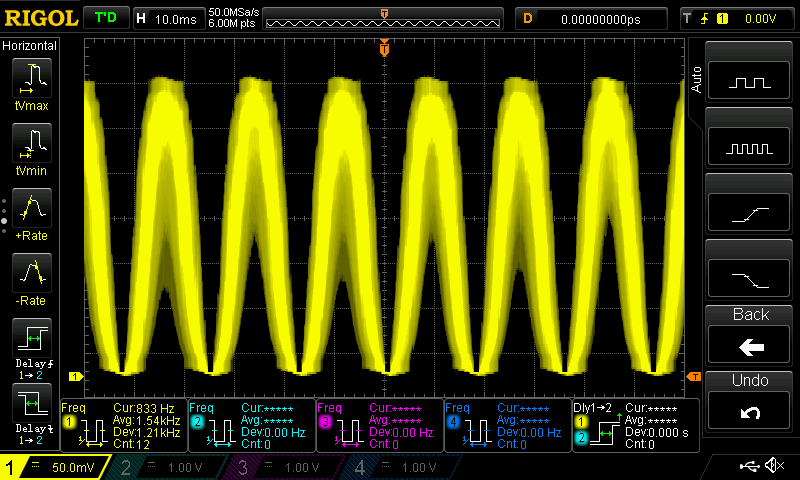 RIGOL T'D H 10.0ms 50.0MSa/s 6.00M pts T D 0.00000000ps T 1 0.00V
Horizontal
tVmax
tVmin
+Rate
-Rate
Delay
1→2
Delay
1→2
T
1
T
Auto
Back
Undo
Freq
1
Cur:833 Hz
Avg:1.54kHz
Dev:1.21kHz
Cnt:12
Freq
2
Cur:*****
Avg:*****
Dev:0.00 Hz
Cnt:0
Freq
3
Cur:*****
Avg:*****
Dev:0.00 Hz
Cnt:0
Freq
4
Cur:*****
Avg:*****
Dev:0.00 Hz
Cnt:0
Dly1→2
1
2
Cur:*****
Avg:*****
Dev:0.000 s
Cnt:0
1 50.0mV 2 1.00 V 3 1.00 V 4 1.00 V